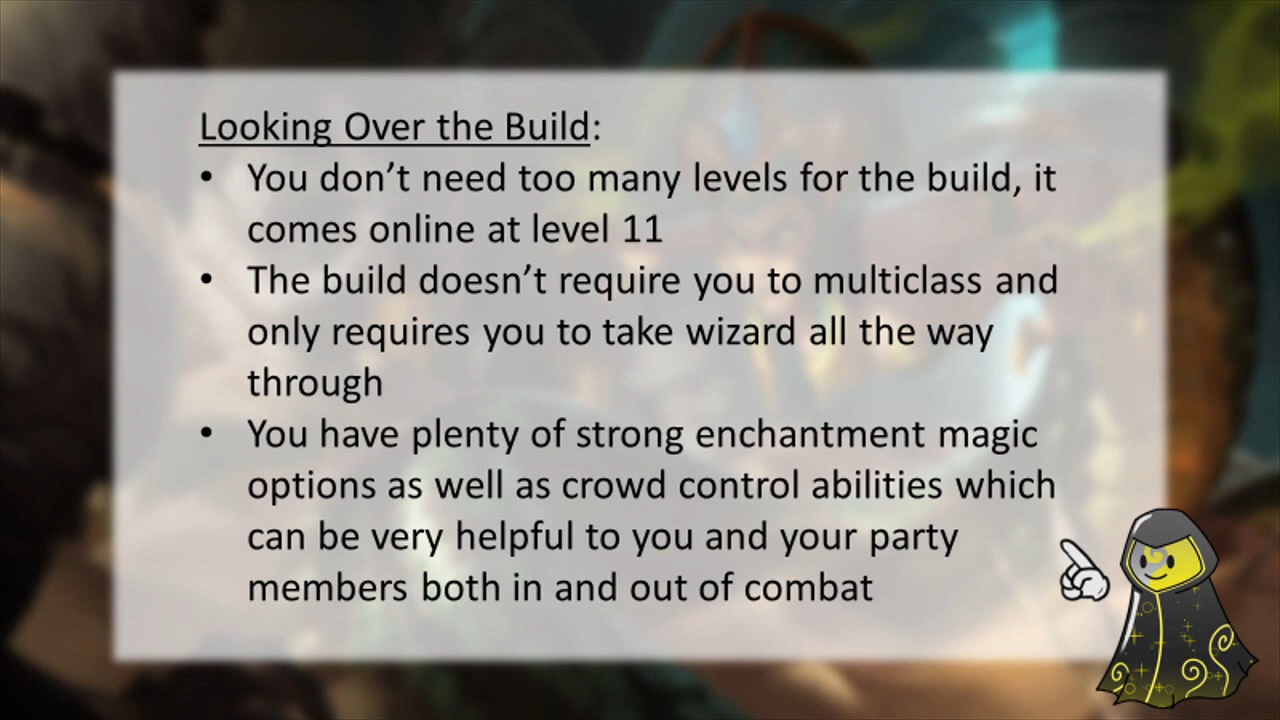 Looking Over the Build:
• You don’t need too many levels for the build, it
comes online at level 11
• The build doesn’t require you to multiclass and
only requires you to take wizard all the way
through
• You have plenty of strong enchantment magic
options as well as crowd control abilities which
can be very helpful to you and your party
members both in and out of combat